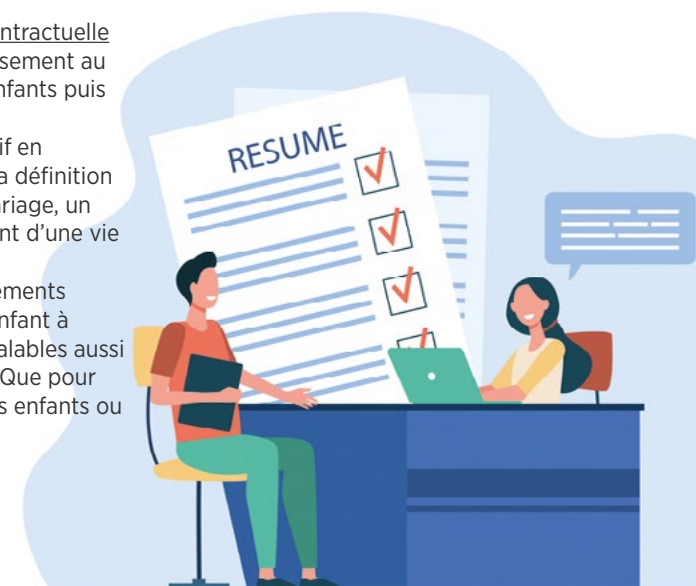 ntractuelle
sement au
nfants puis
if en
a définition
ariage, un
nt d'une vie
ements
nfant à
alables aussi
Que pour
s enfants ou
RESUME